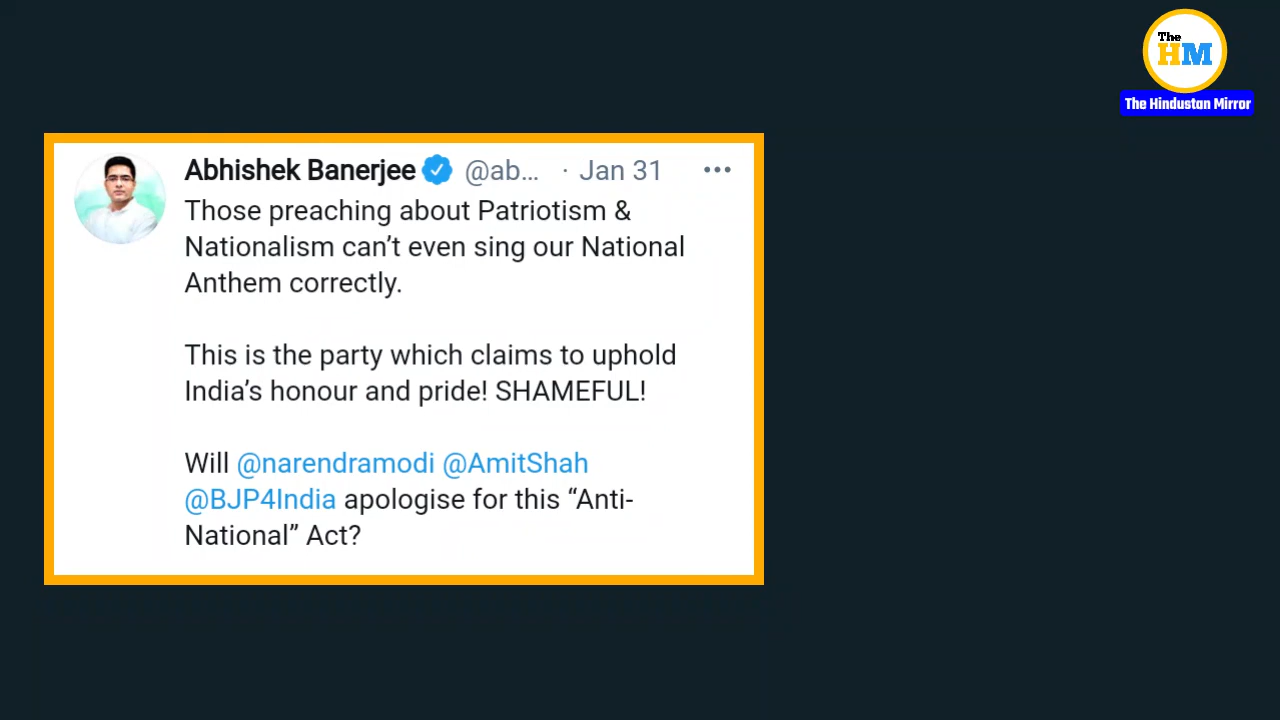 The
HM
The Hindustan Mirror
Abhishek Banerjee @ab... · Jan 31 ...
Those preaching about Patriotism &
Nationalism can’t even sing our National
Anthem correctly.
This is the party which claims to uphold
India’s honour and pride! SHAMEFUL!
Will @narendramodi @AmitShah
@BJP4India apologise for this “Anti-
National” Act?